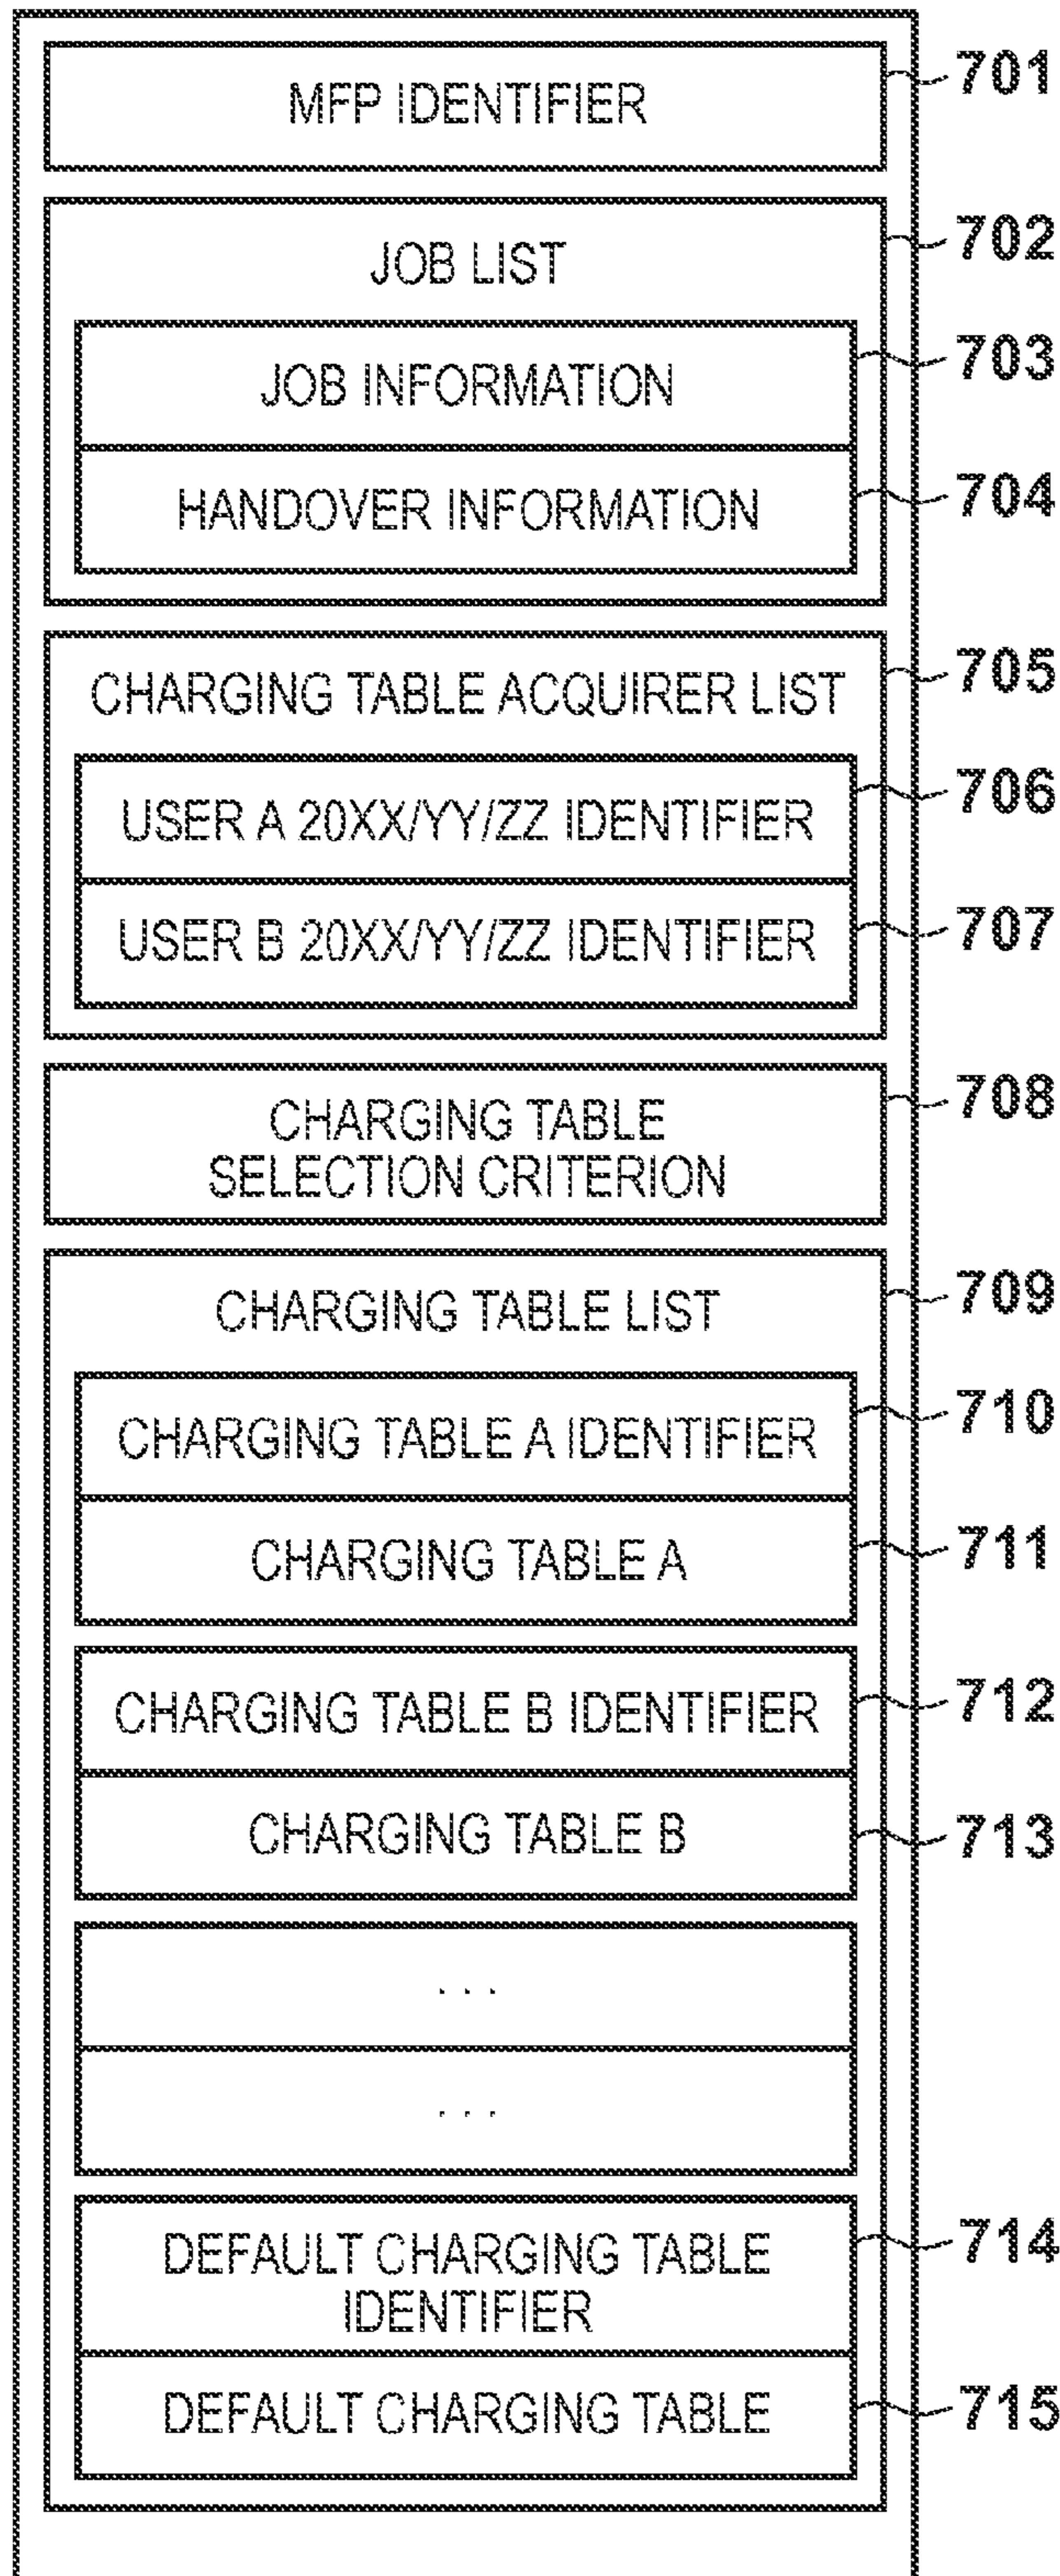 MFP IDENTIFIER
701
JOB LIST
702
JOB INFORMATION
703
HANDOVER INFORMATION
704
CHARGING TABLE ACQUIRER LIST
705
USER A 20XX/YY/ZZ IDENTIFIER
706
USER B 20XX/YY/ZZ IDENTIFIER
707
CHARGING TABLE
SELECTION CRITERION
708
CHARGING TABLE LIST
709
CHARGING TABLE A IDENTIFIER
710
CHARGING TABLE A
711
CHARGING TABLE B IDENTIFIER
712
CHARGING TABLE B
713
. . .
. . .
DEFAULT CHARGING TABLE
IDENTIFIER
714
DEFAULT CHARGING TABLE
715